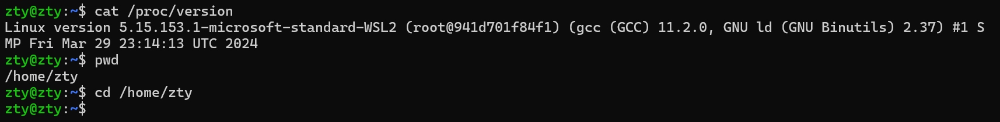 zty@zty:~$ cat /proc/version
Linux version 5.15.153.1-microsoft-standard-WSL2 (root@941d701f84f1) (gcc (GCC) 11.2.0, GNU ld (GNU Binutils) 2.37) #1 S
MP Fri Mar 29 23:14:13 UTC 2024
zty@zty:~$ pwd
/home/zty
zty@zty:~$ cd /home/zty
zty@zty:~$